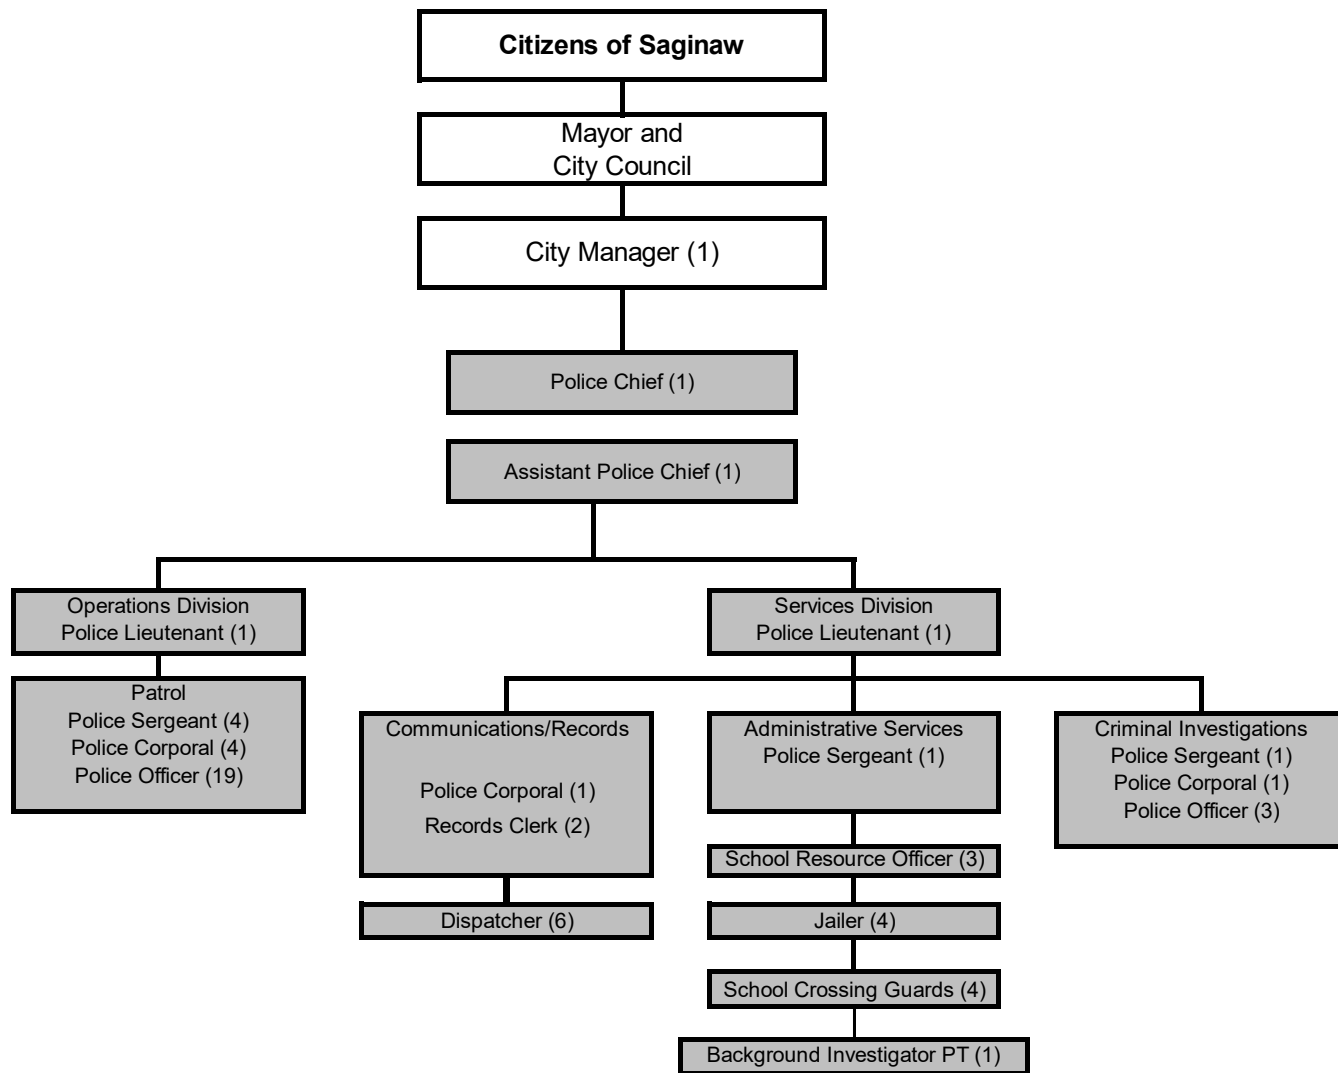 Citizens of Saginaw
Mayor and
City Council
City Manager (1)
Police Chief (1)
Assistant Police Chief (1)
Operations Division
Police Lieutenant (1)
Services Division
Police Lieutenant (1)
Patrol
Police Sergeant (4)
Police Corporal (4)
Police Officer (19)
Communications/Records
Police Corporal (1)
Records Clerk (2)
Administrative Services
Police Sergeant (1)
Criminal Investigations
Police Sergeant (1)
Police Corporal (1)
Police Officer (3)
School Resource Officer (3)
Dispatcher (6)
Jailer (4)
School Crossing Guards (4)
Background Investigator PT (1)